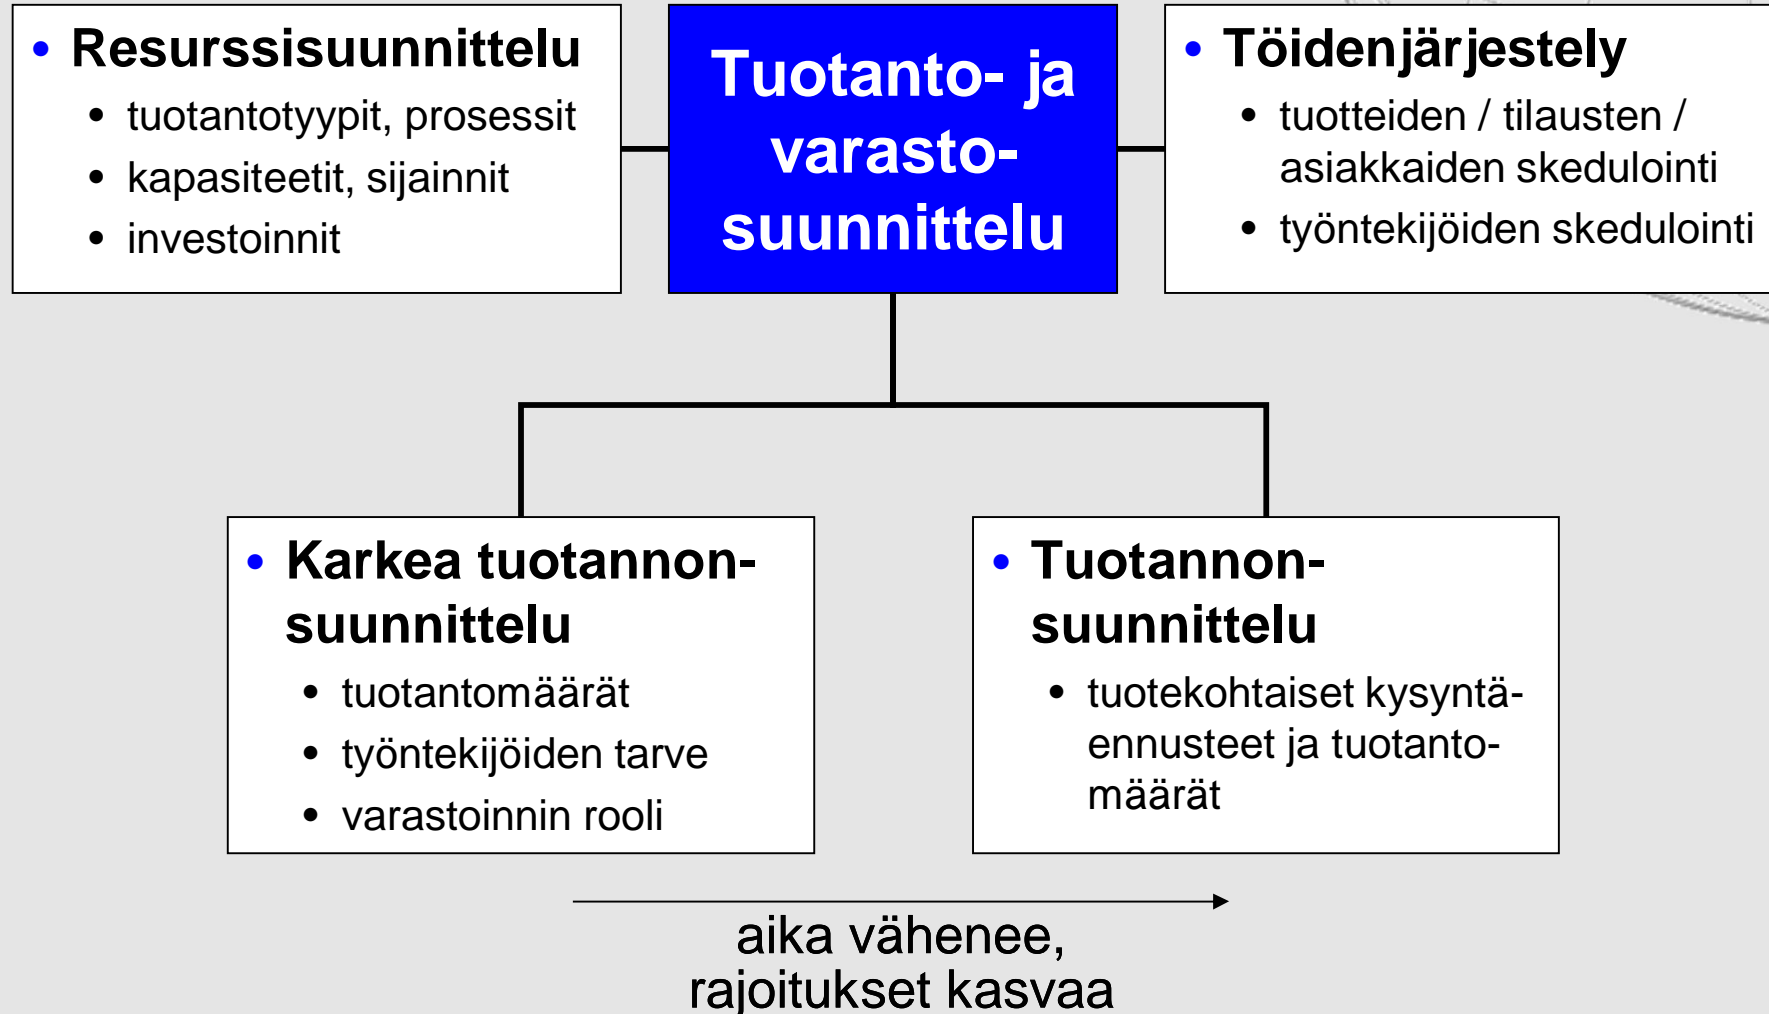 • Resurssisuunnittelu
• tuotantotyypit, prosessit
• kapasiteetit, sijainnit
• investoinnit
Tuotanto- ja
varasto-
suunnittelu
• Töidenjärjestely
• tuotteiden / tilausten /
asiakkaiden skedulointi
• työntekijöiden skedulointi
• Karkea tuotannon-
suunnittelu
• tuotantomäärät
• työntekijöiden tarve
• varastoinnin rooli
• Tuotannon-
suunnittelu
• tuotekohtaiset kysyntä-
ennusteet ja tuotanto-
määrät
aika vähenee,
rajoitukset kasvaa